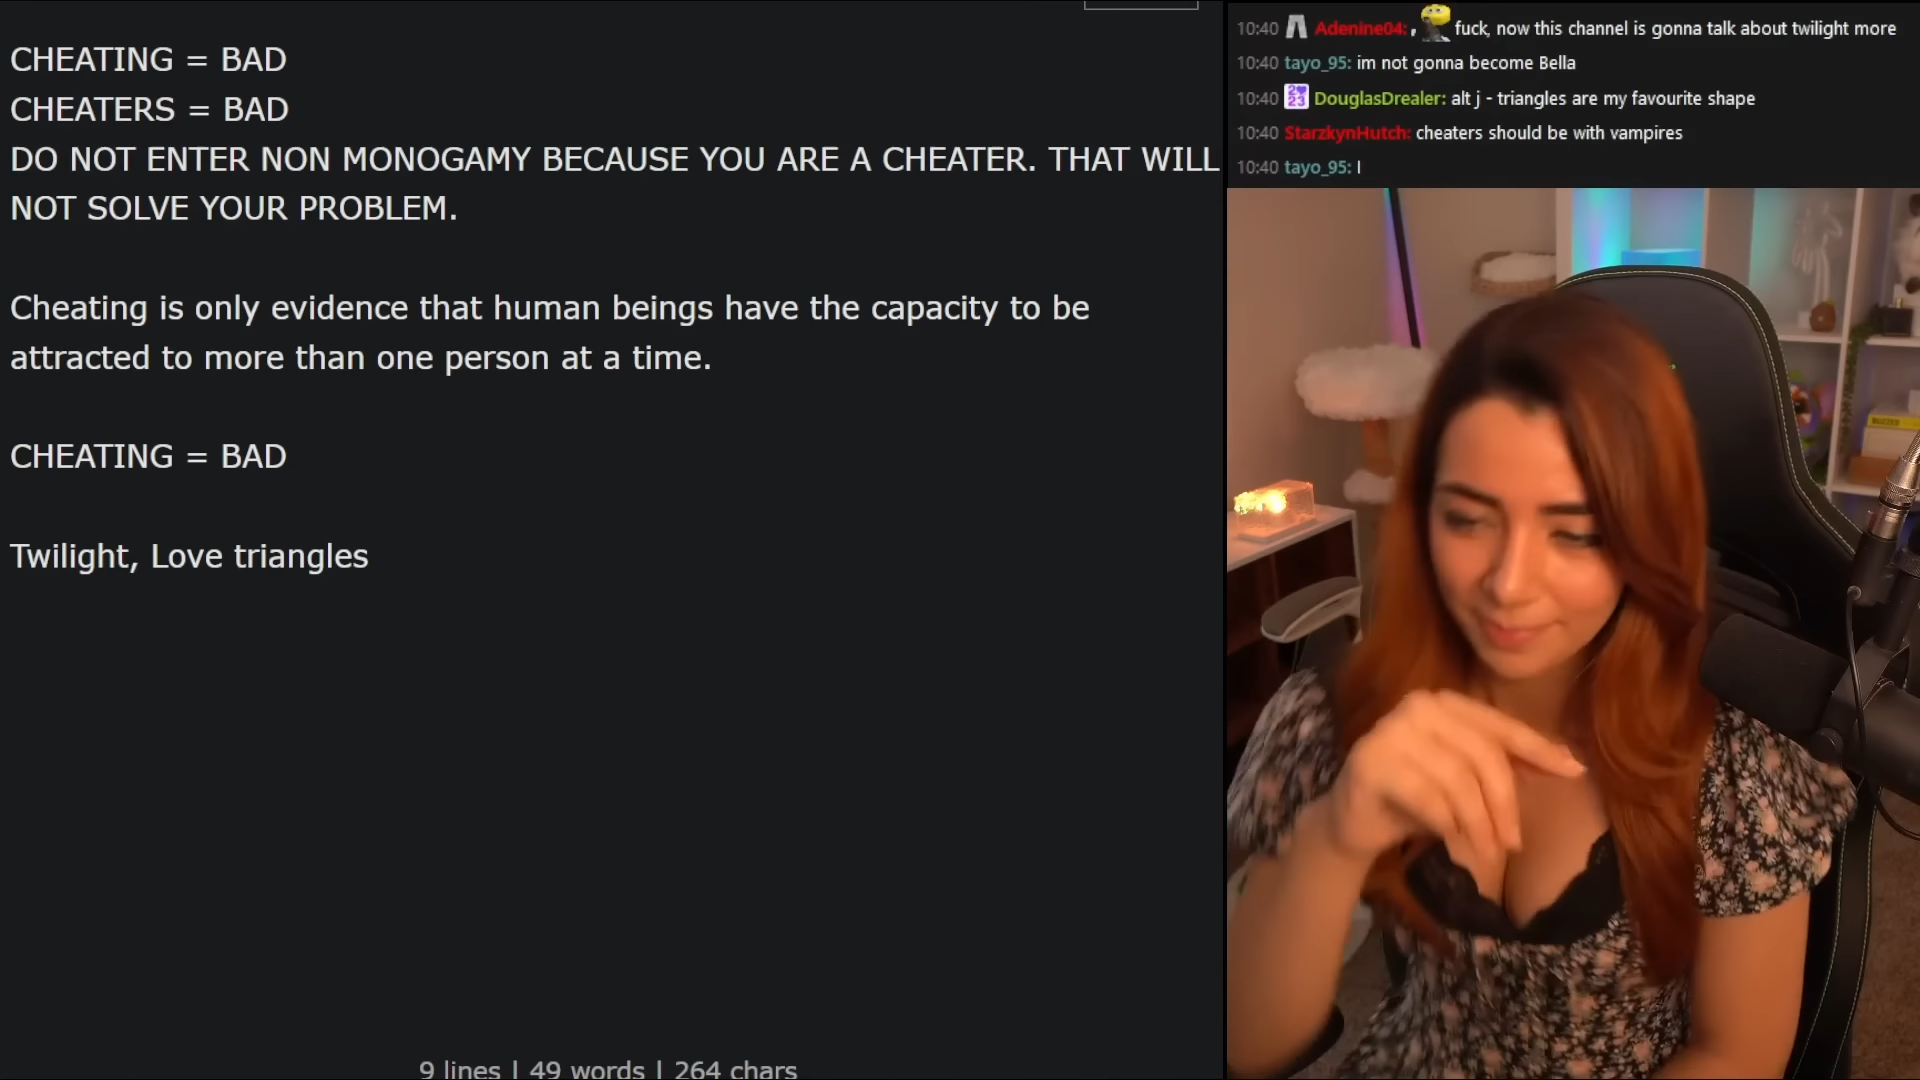 CHEATING = BAD
CHEATERS = BAD
DO NOT ENTER NON MONOGAMY BECAUSE YOU ARE A CHEATER. THAT WILL
NOT SOLVE YOUR PROBLEM.
Cheating is only evidence that human beings have the capacity to be
attracted to more than one person at a time.
CHEATING = BAD
Twilight, Love triangles
9 lines | 49 words | 264 chars
10:40 Adenine04: , fuck, now this channel is gonna talk about twilight more
10:40 tayo_95: im not gonna become Bella
10:40 DouglasDrealer: alt j - triangles are my favourite shape
10:40 StarzkynHutch: cheaters should be with vampires
10:40 tayo_95: I